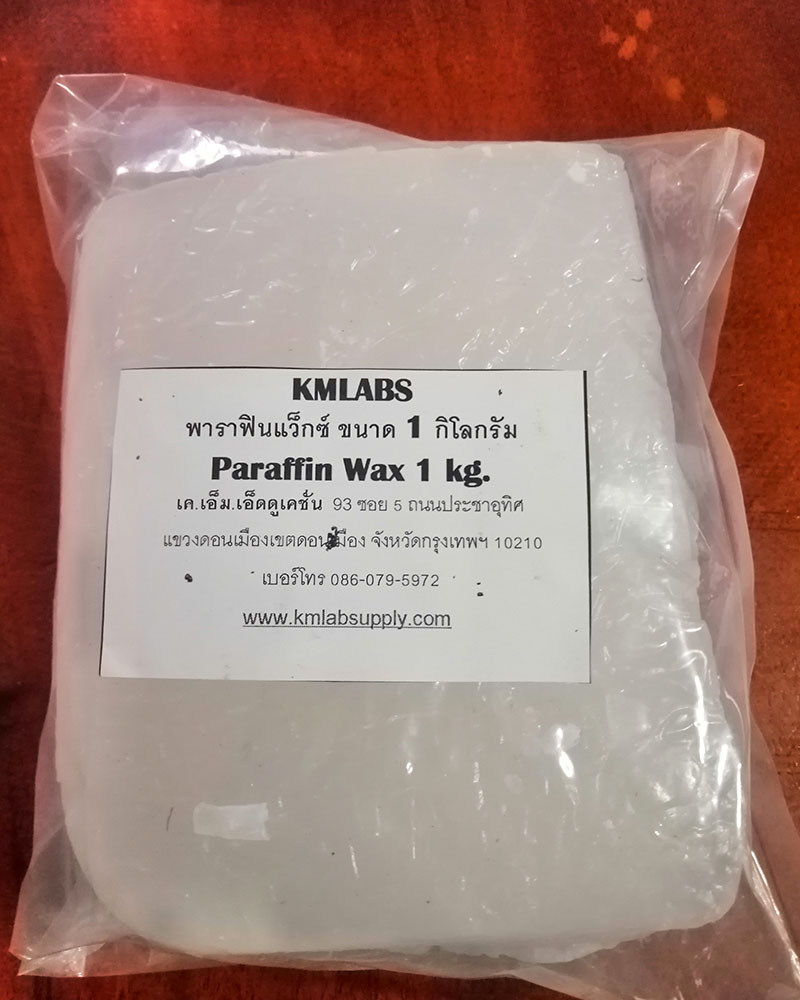 KMLABS
พาราฟินแว็กซ์ ขนาด 1 กิโลกรัม
Paraffin Wax 1 kg.
เค.เอ็ม.เอ็ดดูเคชั่น 93 ซอย 5 ถนนประชาอุทิศ
แขวงดอนเมืองเขตดอนเมือง จังหวัดกรุงเทพฯ 10210
เบอร์โทร 086-079-5972
www.kmlabsupply.com